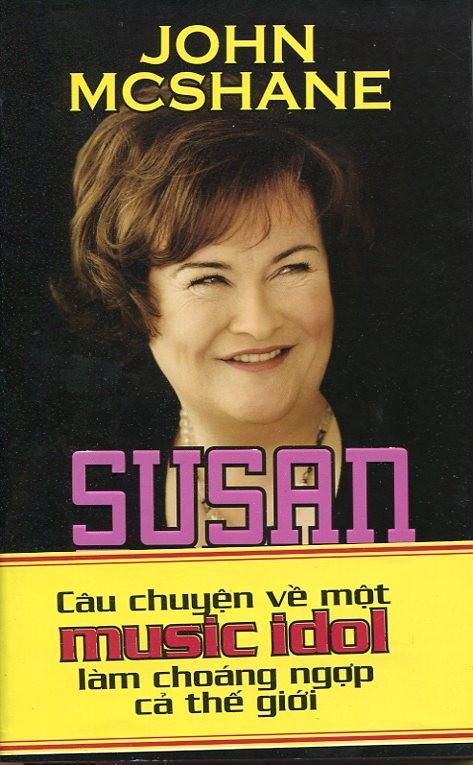 JOHN
MCSHANE
SUSAN
Câu chuyện về một
music idol
làm choáng ngợp
cả thế giới